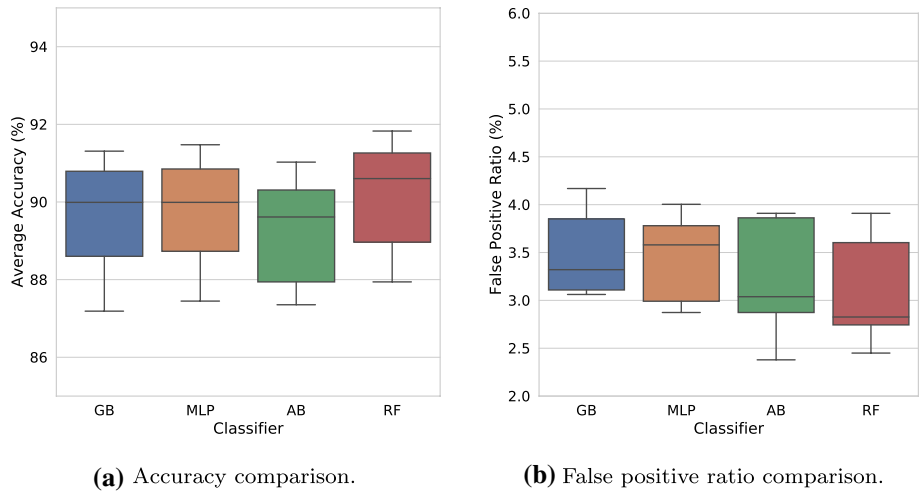 94
92
90
88
86
Average Accuracy (%)
GB MLP AB RF
Classifier
(a) Accuracy comparison.
6.0
5.5
5.0
4.5
4.0
3.5
3.0
2.5
2.0
False Positive Ratio (%)
GB MLP AB RF
Classifier
(b) False positive ratio comparison.